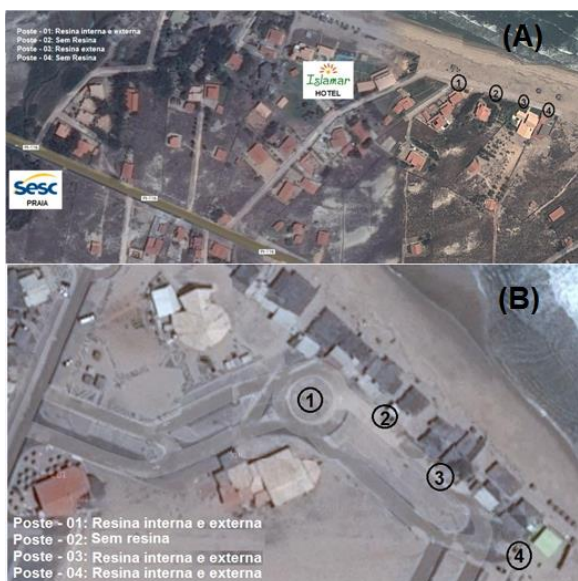 (A)
Poste - 01: Resina interna e externa
Poste - 02: Sem Resina
Poste - 03: Resina extena
Poste - 04: Sem Resina
Islamar
HOTEL
1
2
3
4
Sesc
PRAIA
(B)
1
2
3
4
Poste - 01: Resina interna e externa
Poste - 02: Sem resina
Poste - 03: Resina interna e externa
Poste - 04: Resina interna e externa